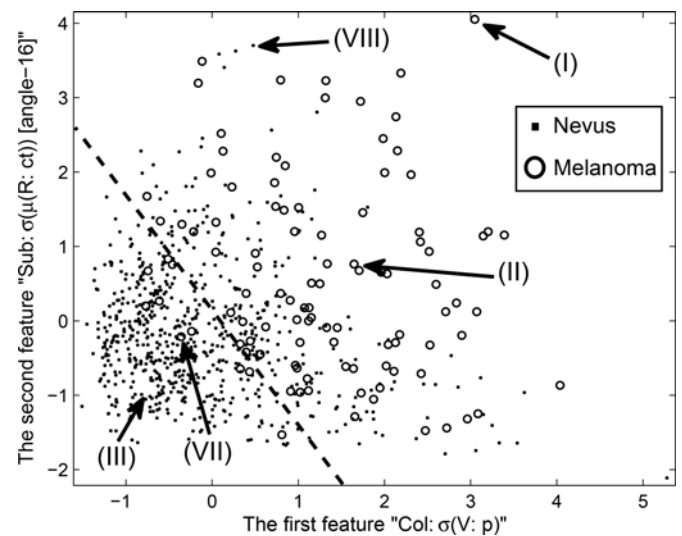 4
3
2
1
0
−1
−2
−1
0
1
2
3
4
5
The second feature "Sub: σ(μ(R: ct)) [angle−16]"
The first feature "Col: σ(V: p)"
(VIII)
(I)
Nevus
Melanoma
(II)
(III)
(VII)